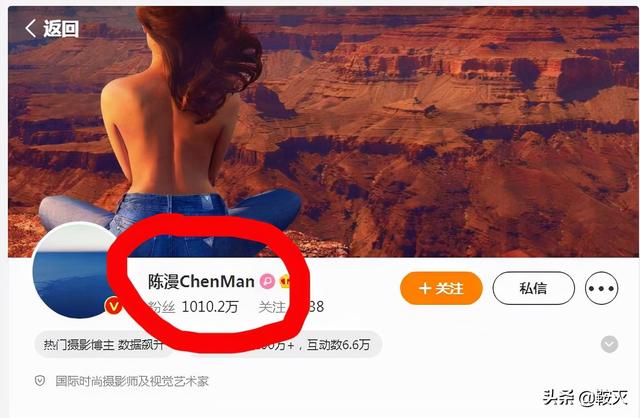 返回
陈漫ChenMan
粉丝 1010.2万 关注 38
+ 关注
私信
热门摄影博主 数据飙升
00万+，互动数6.6万
国际时尚摄影师及视觉艺术家
头条 @鞍灭